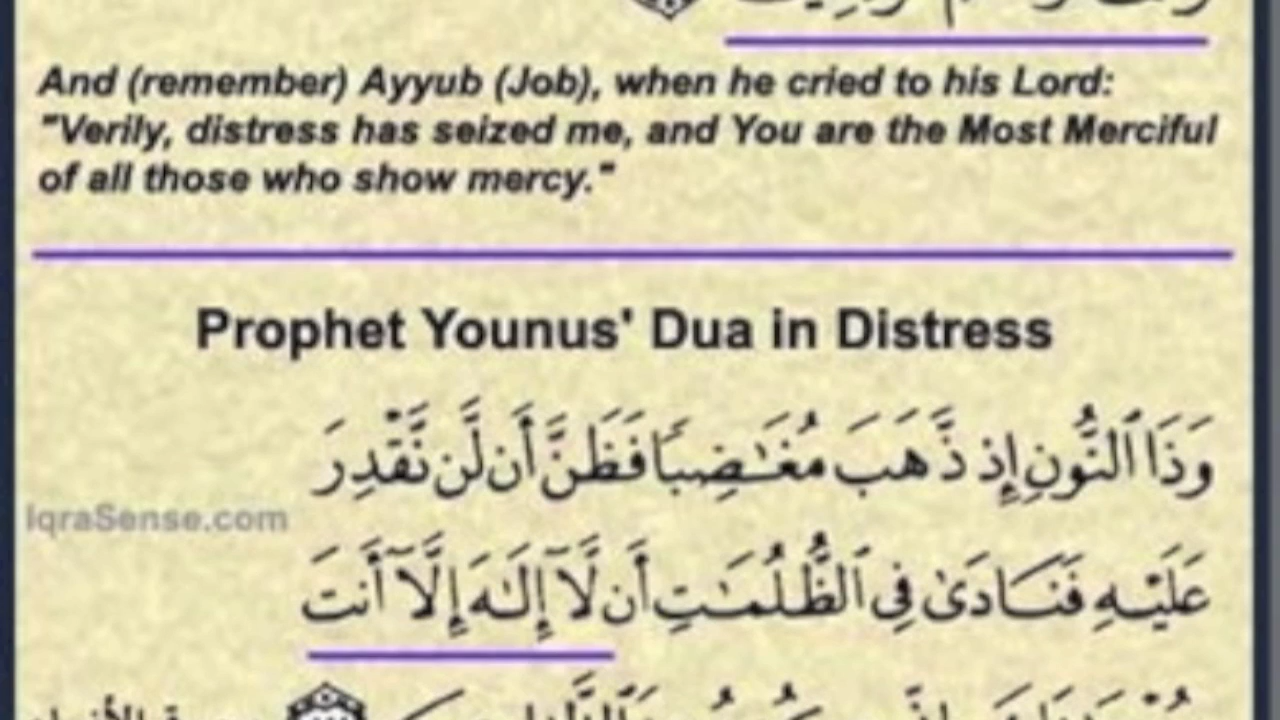 And (remember) Ayyub (Job), when he cried to his Lord:
"Verily, distress has seized me, and You are the Most Merciful
of all those who show mercy."
Prophet Younus' Dua in Distress
وَذَا ٱلنُّونِ إِذ ذَّهَبَ مُغَـٰضِبًا فَظَنَّ أَن لَّن نَّقْدِرَ
IqraSense.com
عَلَيْهِ فَنَادَىٰ فِى ٱلظُّلُمَـٰتِ أَن لَّآ إِلَـٰهَ إِلَّآ أَنتَ